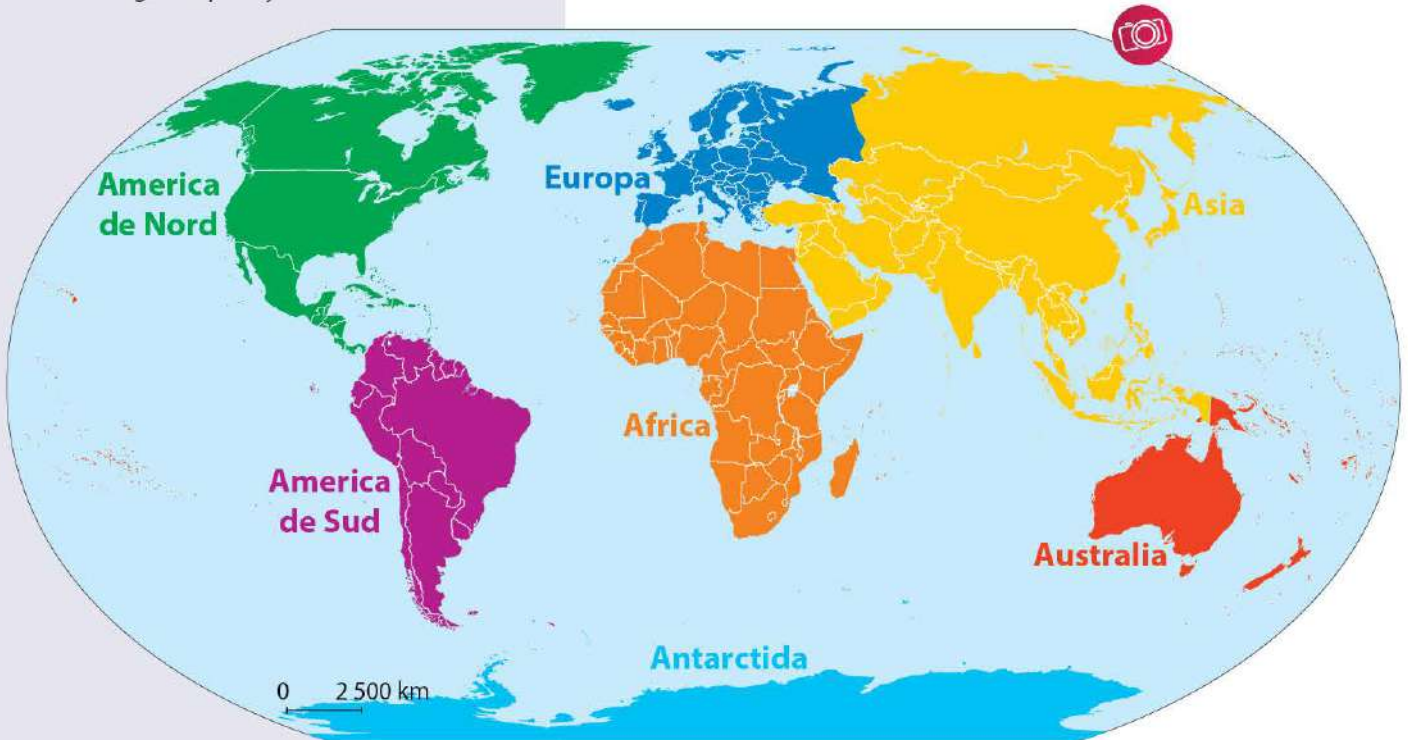 America
de Nord
Europa
Asia
Africa
America
de Sud
Australia
Antarctida
0 2 500 km